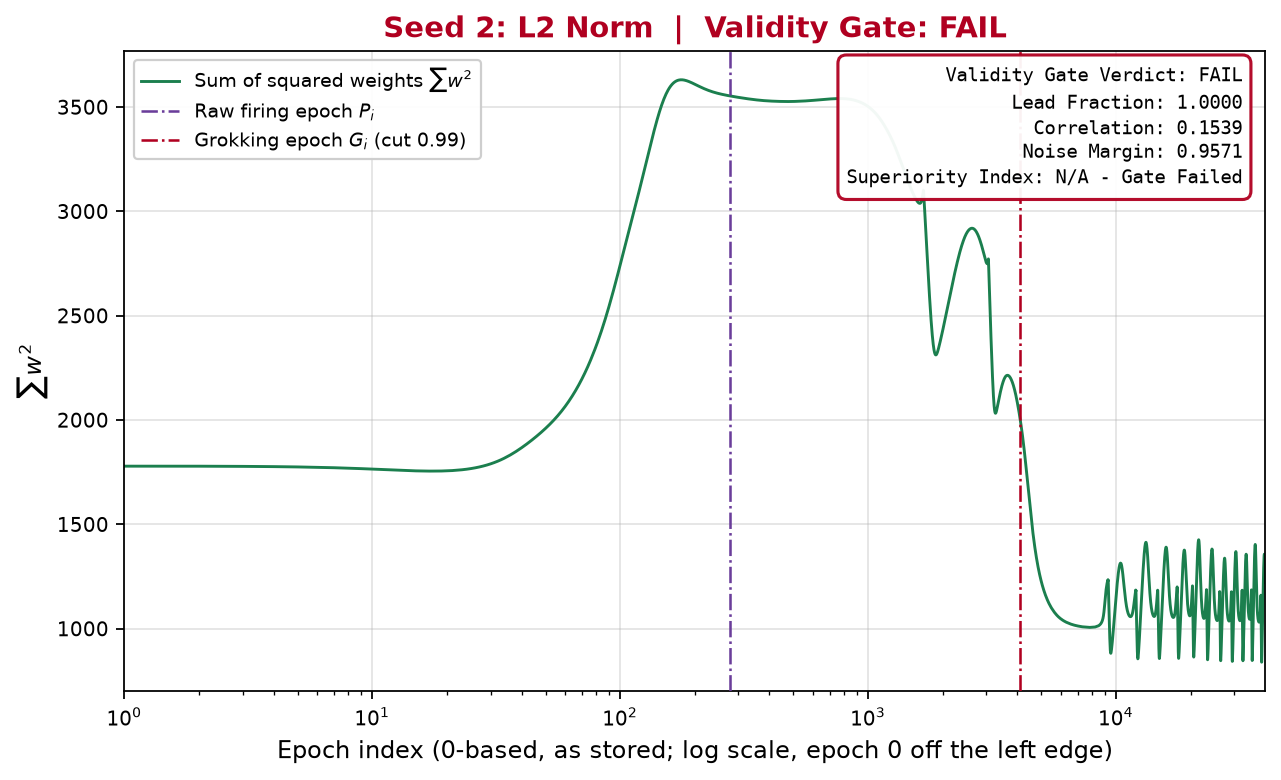 Seed 2: L2 Norm | Validity Gate: FAIL
Sum of squared weights ∑w²
Raw firing epoch Pᵢ
Grokking epoch Gᵢ (cut 0.99)
Validity Gate Verdict: FAIL
Lead Fraction: 1.0000
Correlation: 0.1539
Noise Margin: 0.9571
Superiority Index: N/A - Gate Failed
∑w²
3500
3000
2500
2000
1500
1000
10⁰ 10¹ 10² 10³ 10⁴
Epoch index (0-based, as stored; log scale, epoch 0 off the left edge)